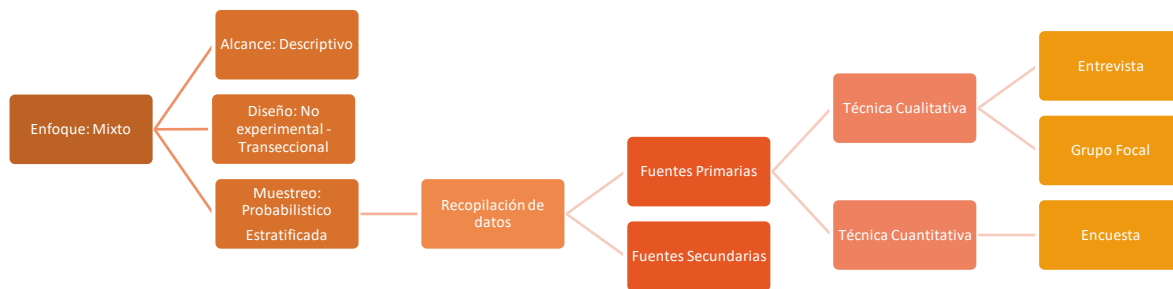 Enfoque: Mixto
Alcance: Descriptivo
Diseño: No
experimental -
Transeccional
Muestreo:
Probabilistico
Estratificada
Recopilación de
datos
Fuentes Primarias
Fuentes Secundarias
Técnica Cualitativa
Técnica Cuantitativa
Entrevista
Grupo Focal
Encuesta